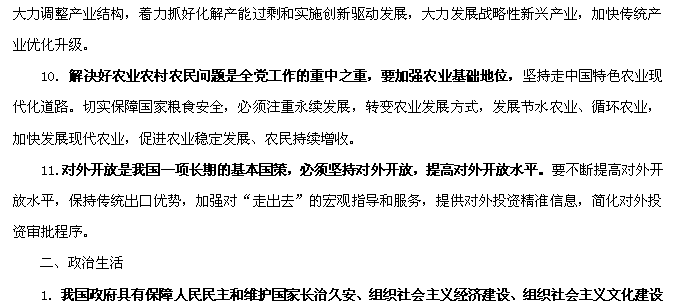 大力调整产业结构，着力抓好化解产能过剩和实施创新驱动发展，大力发展战略性新兴产业，加快传统产
业优化升级。
10. 解决好农业农村农民问题是全党工作的重中之重，要加强农业基础地位，坚持走中国特色农业现
代化道路。切实保障国家粮食安全，必须注重永续发展，转变农业发展方式，发展节水农业、循环农业，
加快发展现代农业，促进农业稳定发展、农民持续增收。
11.对外开放是我国一项长期的基本国策，必须坚持对外开放，提高对外开放水平。要不断提高对外开
放水平，保持传统出口优势，加强对“走出去”的宏观指导和服务，提供对外投资精准信息，简化对外投
资审批程序。
二、政治生活
1. 我国政府具有保障人民民主和维护国家长治久安、组织社会主义经济建设、组织社会主义文化建设